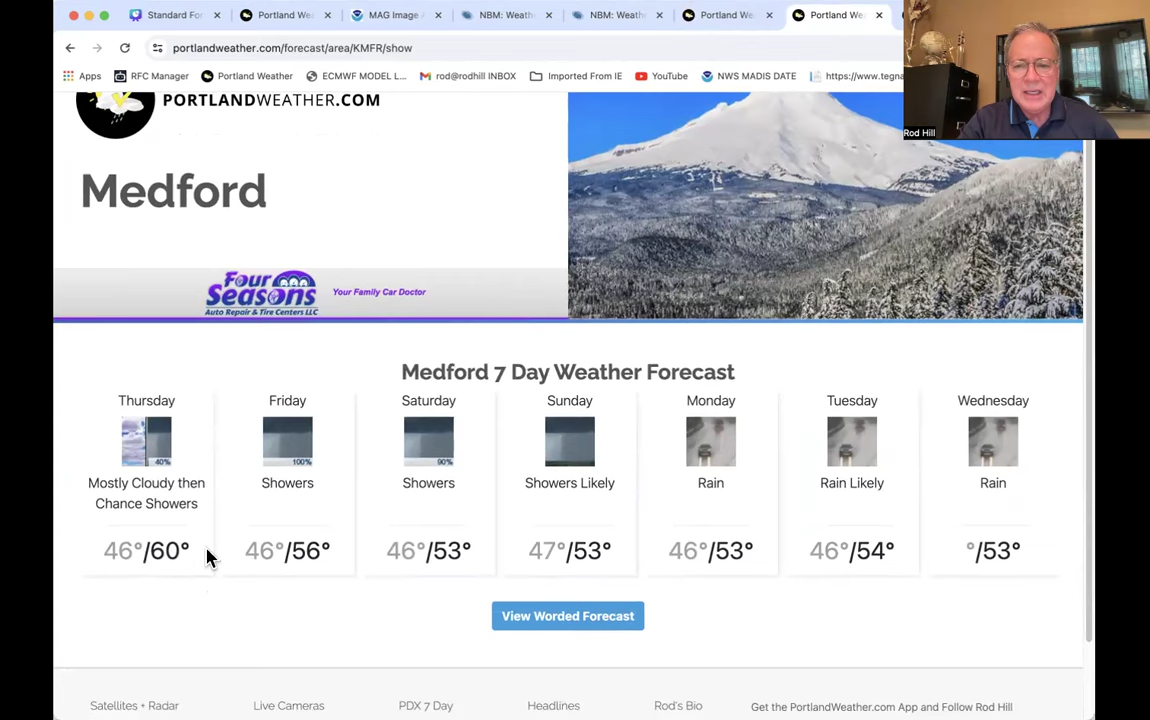 Standard For
Portland Wea
MAG Image A
NBM: Weath
NBM: Weath
Portland We
Portland We
portlandweather.com/forecast/area/KMFR/show
Apps
RFC Manager
Portland Weather
ECMWF MODEL L...
rod@rodhill INBOX
Imported From IE
YouTube
NWS MADIS DATE
https://www.tegna
Rod Hill
PORTLANDWEATHER.COM
Medford
Four Seasons
AUTO REPAIR & TIRE CENTERS LLC
Your Family Car Doctor
Medford 7 Day Weather Forecast
Thursday
40%
Mostly Cloudy then
Chance Showers
46°/60°
Friday
100%
Showers
46°/56°
Saturday
90%
Showers
46°/53°
Sunday
Showers Likely
47°/53°
Monday
Rain
46°/53°
Tuesday
Rain Likely
46°/54°
Wednesday
Rain
°/53°
View Worded Forecast
Satellites + Radar
Live Cameras
PDX 7 Day
Headlines
Rod's Bio
Get the PortlandWeather.com App and Follow Rod Hill